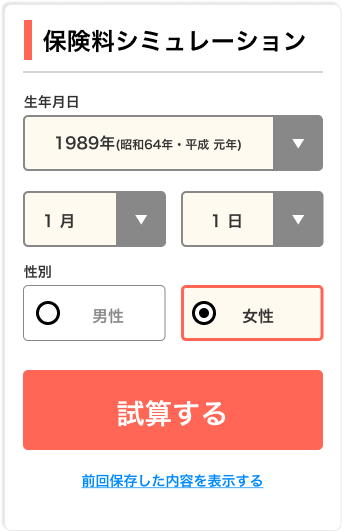 保険料シミュレーション
生年月日
1989年(昭和64年・平成 元年)
1 月
1 日
性別
男性
女性
試算する
前回保存した内容を表示する